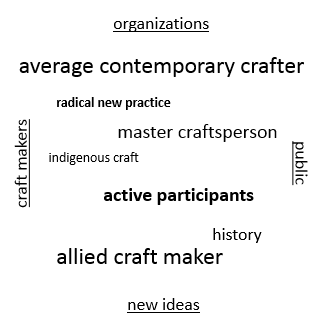 organizations
average contemporary crafter
radical new practice
master craftsperson
craft makers
indigenous craft
public
active participants
history
allied craft maker
new ideas